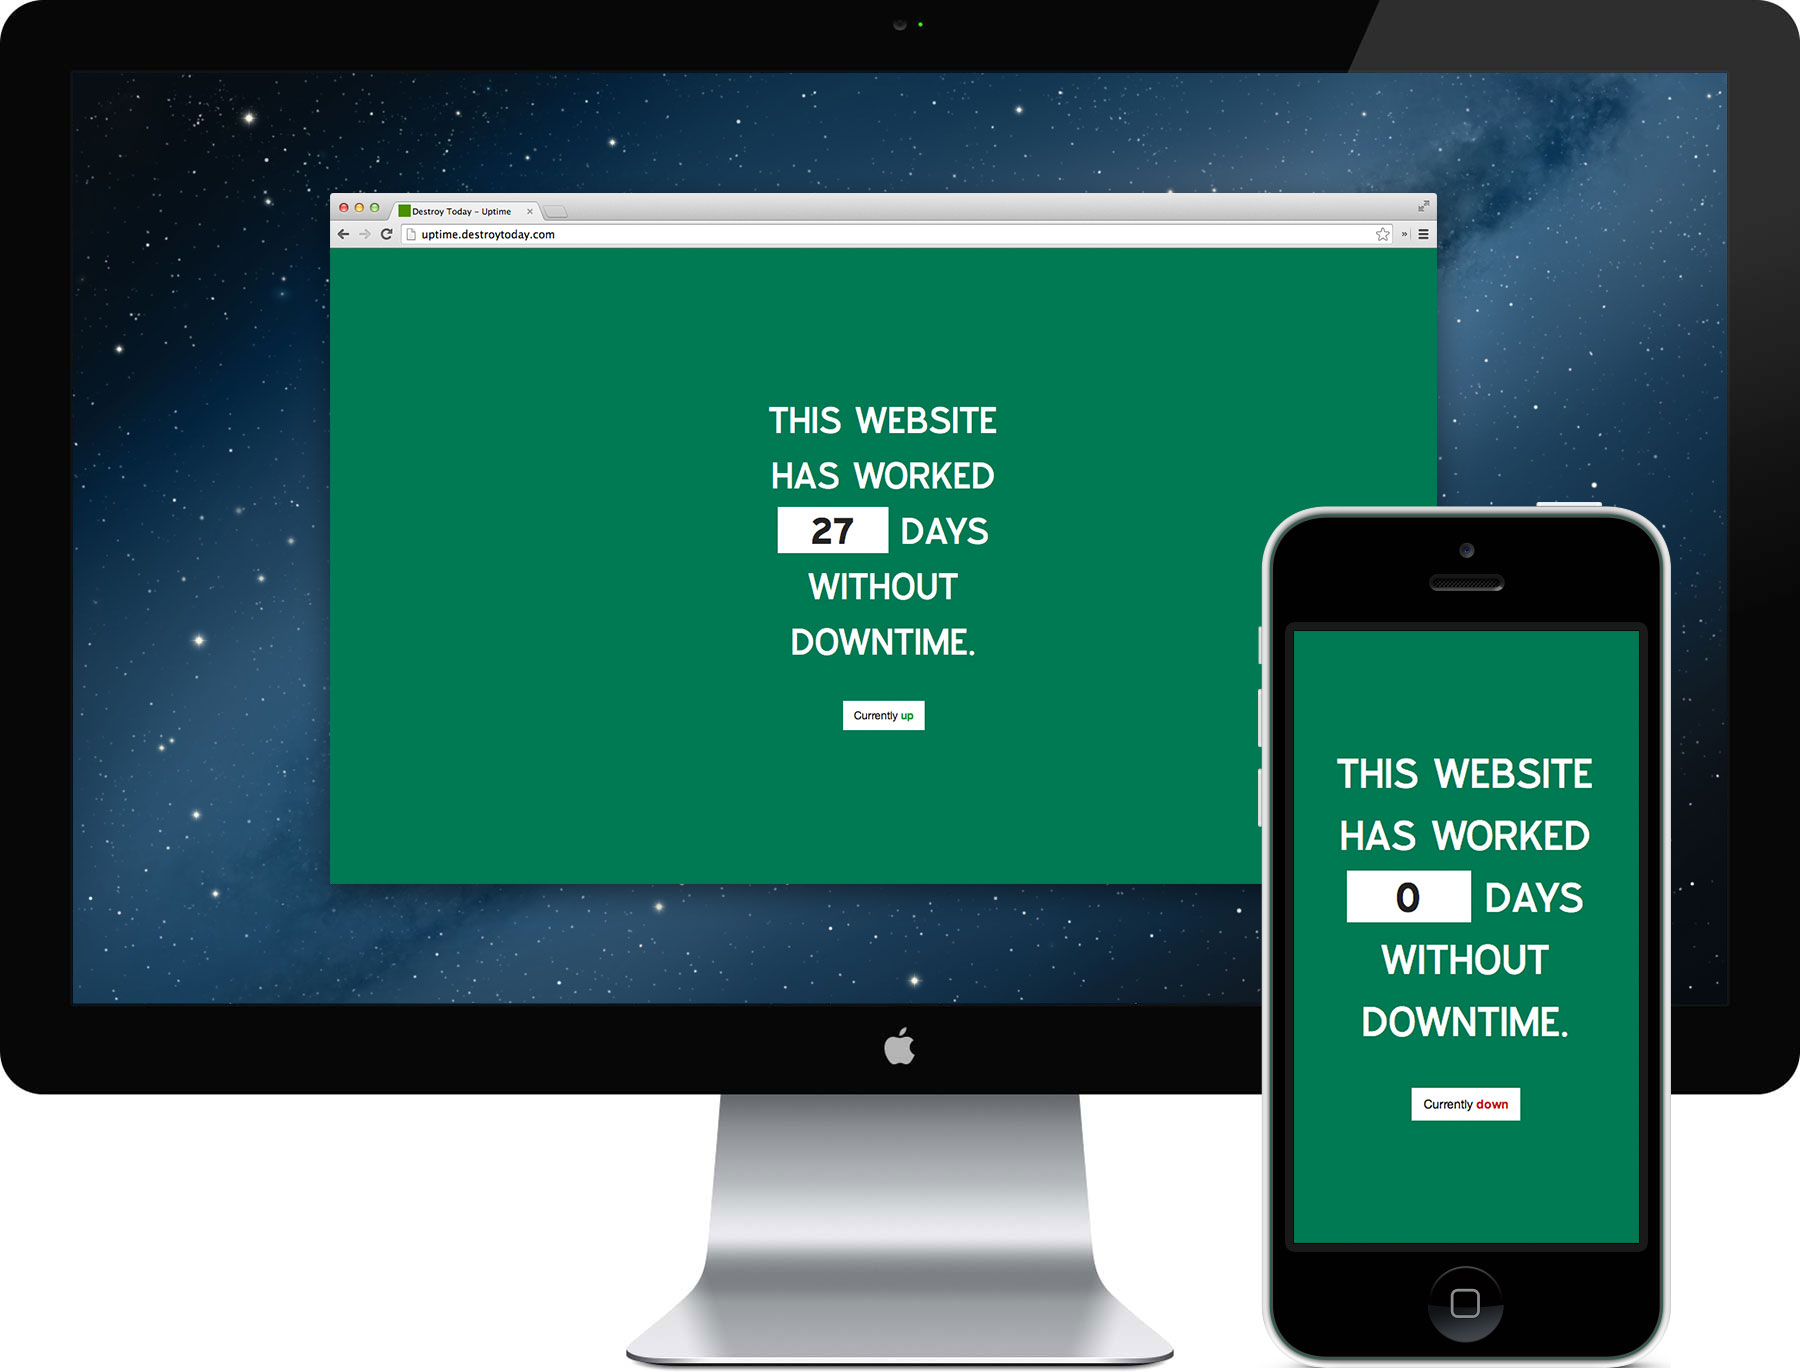 Destroy Today – Uptime
uptime.destroytoday.com
THIS WEBSITE
HAS WORKED
27 DAYS
WITHOUT
DOWNTIME.
Currently up
THIS WEBSITE
HAS WORKED
0 DAYS
WITHOUT
DOWNTIME.
Currently down